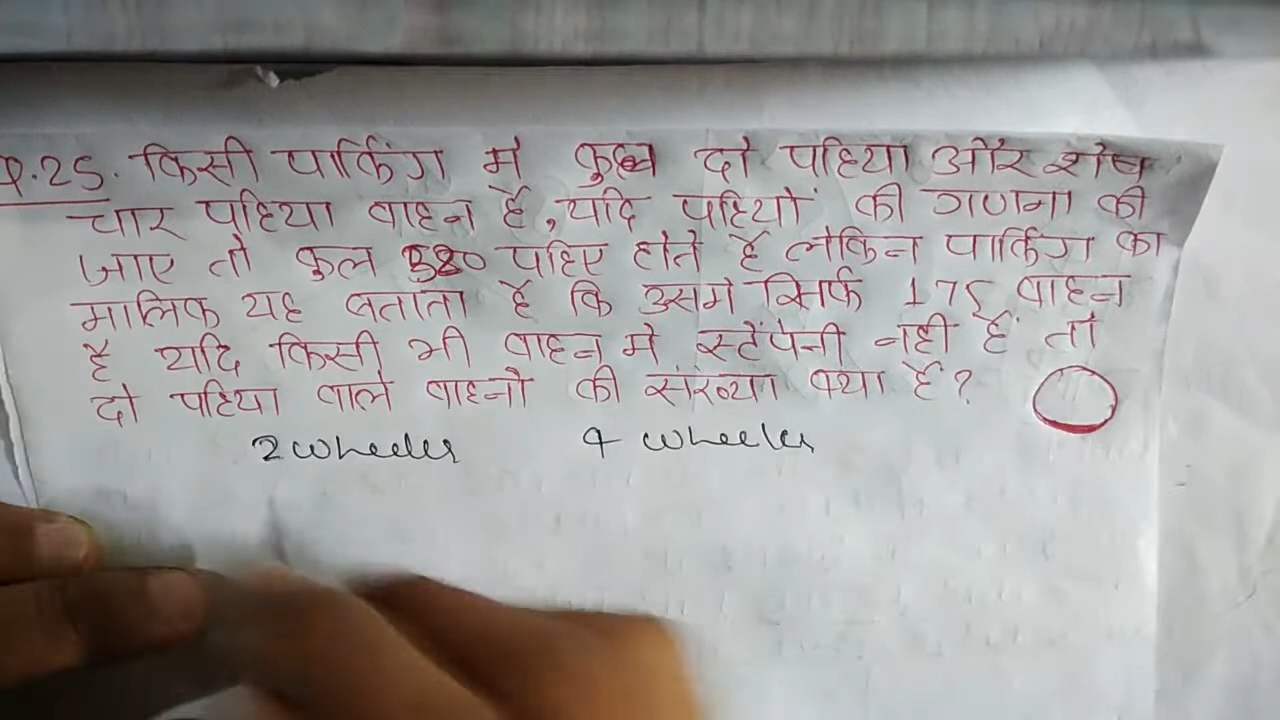 Q.25. किसी पार्किंग मे कुछ दो पहिया और शेष
चार पहिया वाहन है, यदि पहियों की गणना की
जाए तो कुल 380 पहिए होते है लेकिन पार्किंग का
मालिक यह बताता है कि उसमे सिर्फ 175 वाहन
है यदि किसी भी वाहन मे स्टेपनी नही है तो
दो पहिया वाले वाहनो की संख्या क्या है?
2 wheeler 4 wheeler